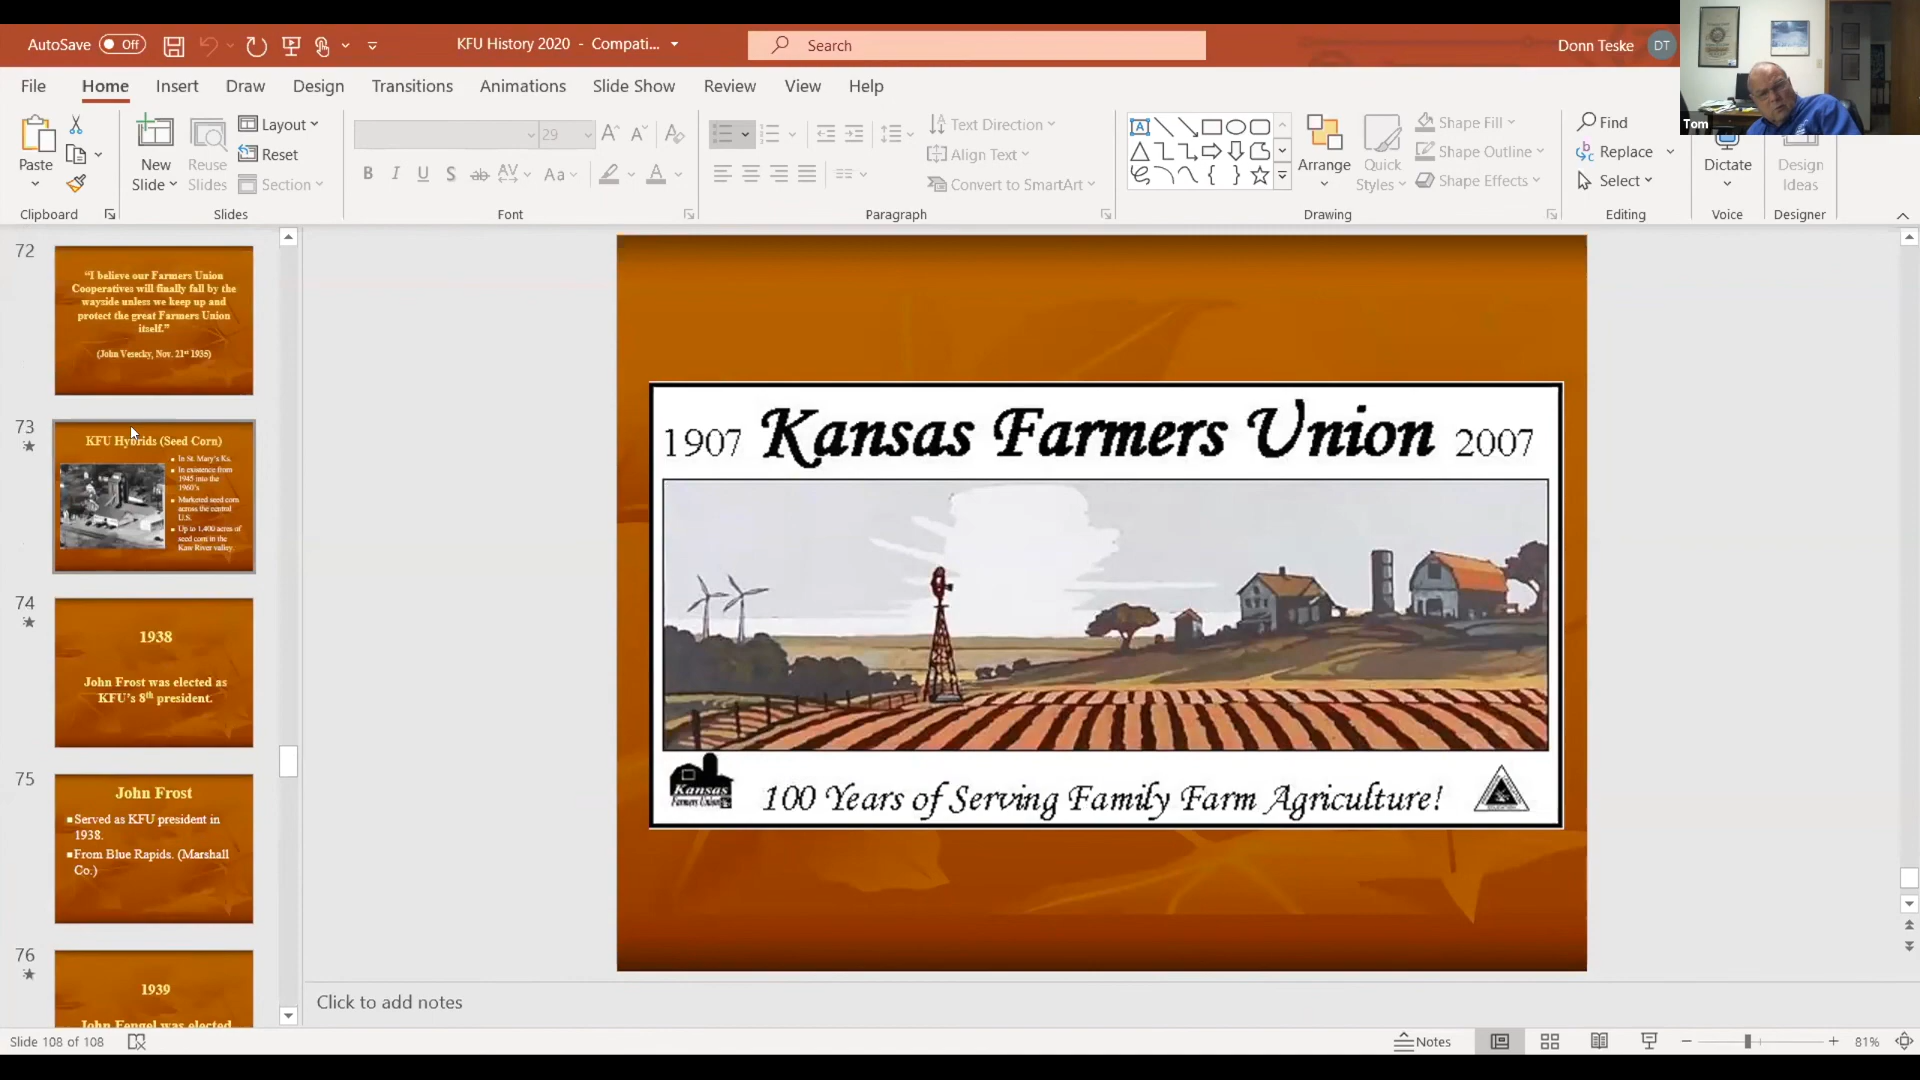 AutoSave Off
KFU History 2020 - Compati...
Search
Donn Teske DT
Tom
File Home Insert Draw Design Transitions Animations Slide Show Review View Help
Paste
Clipboard
New Slide
Reuse Slides
Layout
Reset
Section
Slides
29
Font
Text Direction
Align Text
Convert to SmartArt
Paragraph
Arrange
Quick Styles
Shape Fill
Shape Outline
Shape Effects
Drawing
Find
Replace
Select
Editing
Dictate
Voice
Design Ideas
Designer
72
“I believe our Farmers Union
Cooperatives will finally fall by the
wayside unless we keep up and
protect the great Farmers Union
itself.”
(John Vesecky, Nov. 21st 1935)
73
KFU Hybrids (Seed Corn)
In St. Mary's Ks.
In existence from
1945 into the
1960's
Marketed seed corn
across the central
U.S.
Up to 1,400 acres of
seed corn in the
Kaw River valley.
74
1938
John Frost was elected as
KFU's 8th president.
75
John Frost
Served as KFU president in
1938.
From Blue Rapids. (Marshall
Co.)
76
1939
John Fengel was elected
1907 Kansas Farmers Union 2007
Kansas
Farmers Union
100 Years of Serving Family Farm Agriculture!
Click to add notes
Slide 108 of 108
Notes
81%